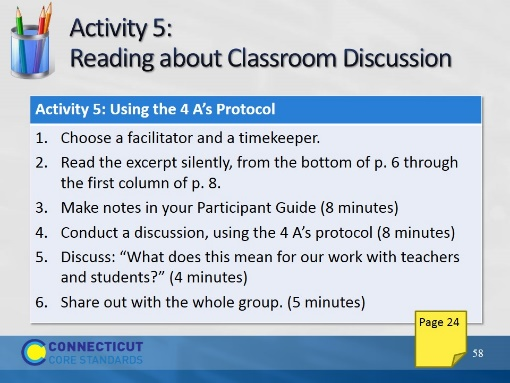 Activity 5:
Reading about Classroom Discussion
Activity 5: Using the 4 A’s Protocol
1. Choose a facilitator and a timekeeper.
2. Read the excerpt silently, from the bottom of p. 6 through
the first column of p. 8.
3. Make notes in your Participant Guide (8 minutes)
4. Conduct a discussion, using the 4 A’s protocol (8 minutes)
5. Discuss: “What does this mean for our work with teachers
and students?” (4 minutes)
6. Share out with the whole group. (5 minutes)
Page 24
CONNECTICUT
CORE STANDARDS
58